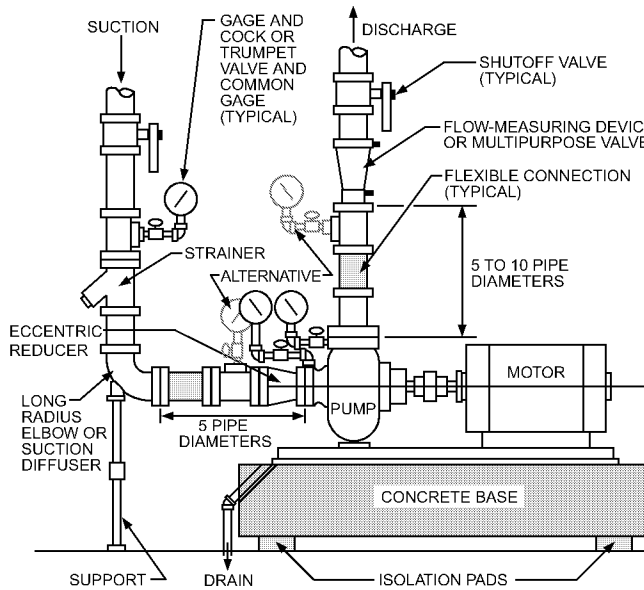 SUCTION
GAGE AND
COCK OR
TRUMPET
VALVE AND
COMMON
GAGE
(TYPICAL)
DISCHARGE
SHUTOFF VALVE
(TYPICAL)
FLOW-MEASURING DEVIC
OR MULTIPURPOSE VALVE
FLEXIBLE CONNECTION
(TYPICAL)
STRAINER
ALTERNATIVE
5 TO 10 PIPE
DIAMETERS
ECCENTRIC
REDUCER
MOTOR
LONG
RADIUS
ELBOW OR
SUCTION
DIFFUSER
5 PIPE
DIAMETERS
PUMP
CONCRETE BASE
SUPPORT
DRAIN
ISOLATION PADS